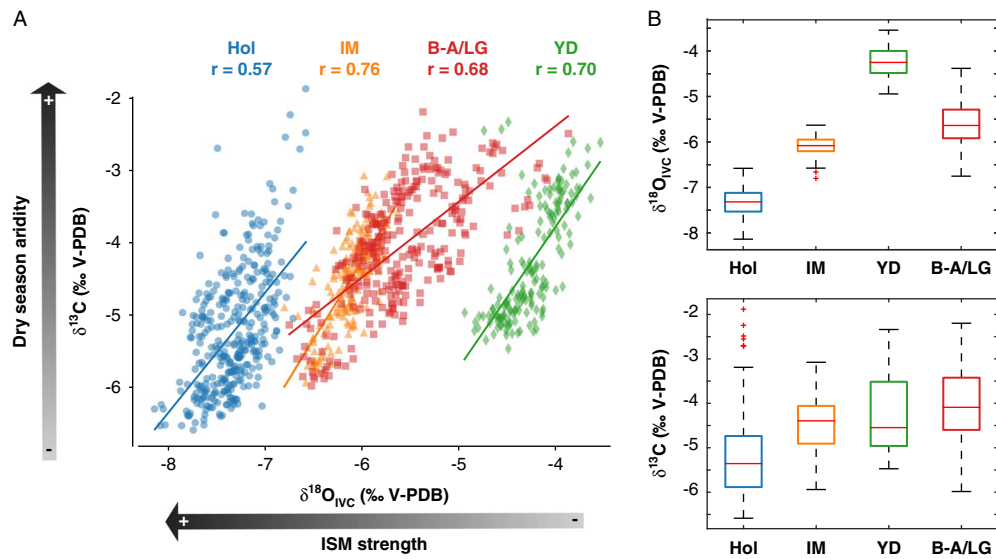 A
Hol
r = 0.57
IM
r = 0.76
B-A/LG
r = 0.68
YD
r = 0.70
Dry season aridity
+
-
δ13C (‰ V-PDB)
-2
-3
-4
-5
-6
-8
-7
-6
-5
-4
δ18OIVC (‰ V-PDB)
+
-
ISM strength
B
δ18OIVC (‰ V-PDB)
-4
-5
-6
-7
-8
Hol
IM
YD
B-A/LG
δ13C (‰ V-PDB)
-2
-3
-4
-5
-6
Hol
IM
YD
B-A/LG